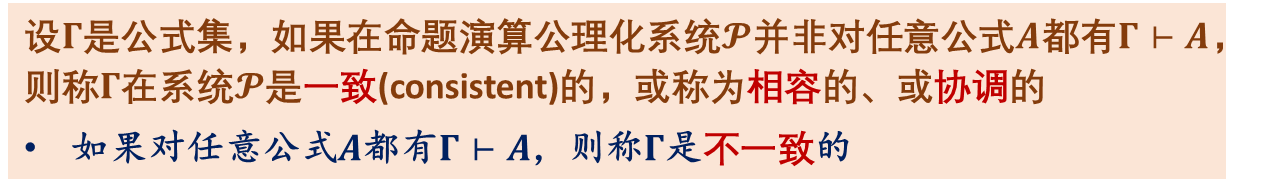 设Γ是公式集，如果在命题演算公理化系统𝒫并非对任意公式A都有Γ ⊢ A，
则称Γ在系统𝒫是一致(consistent)的，或称为相容的、或协调的
• 如果对任意公式A都有Γ ⊢ A，则称Γ是不一致的